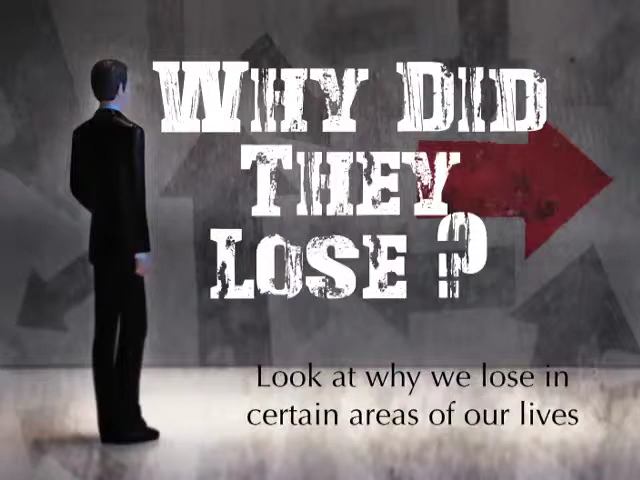 Why Did
They
Lose?
Look at why we lose in
certain areas of our lives